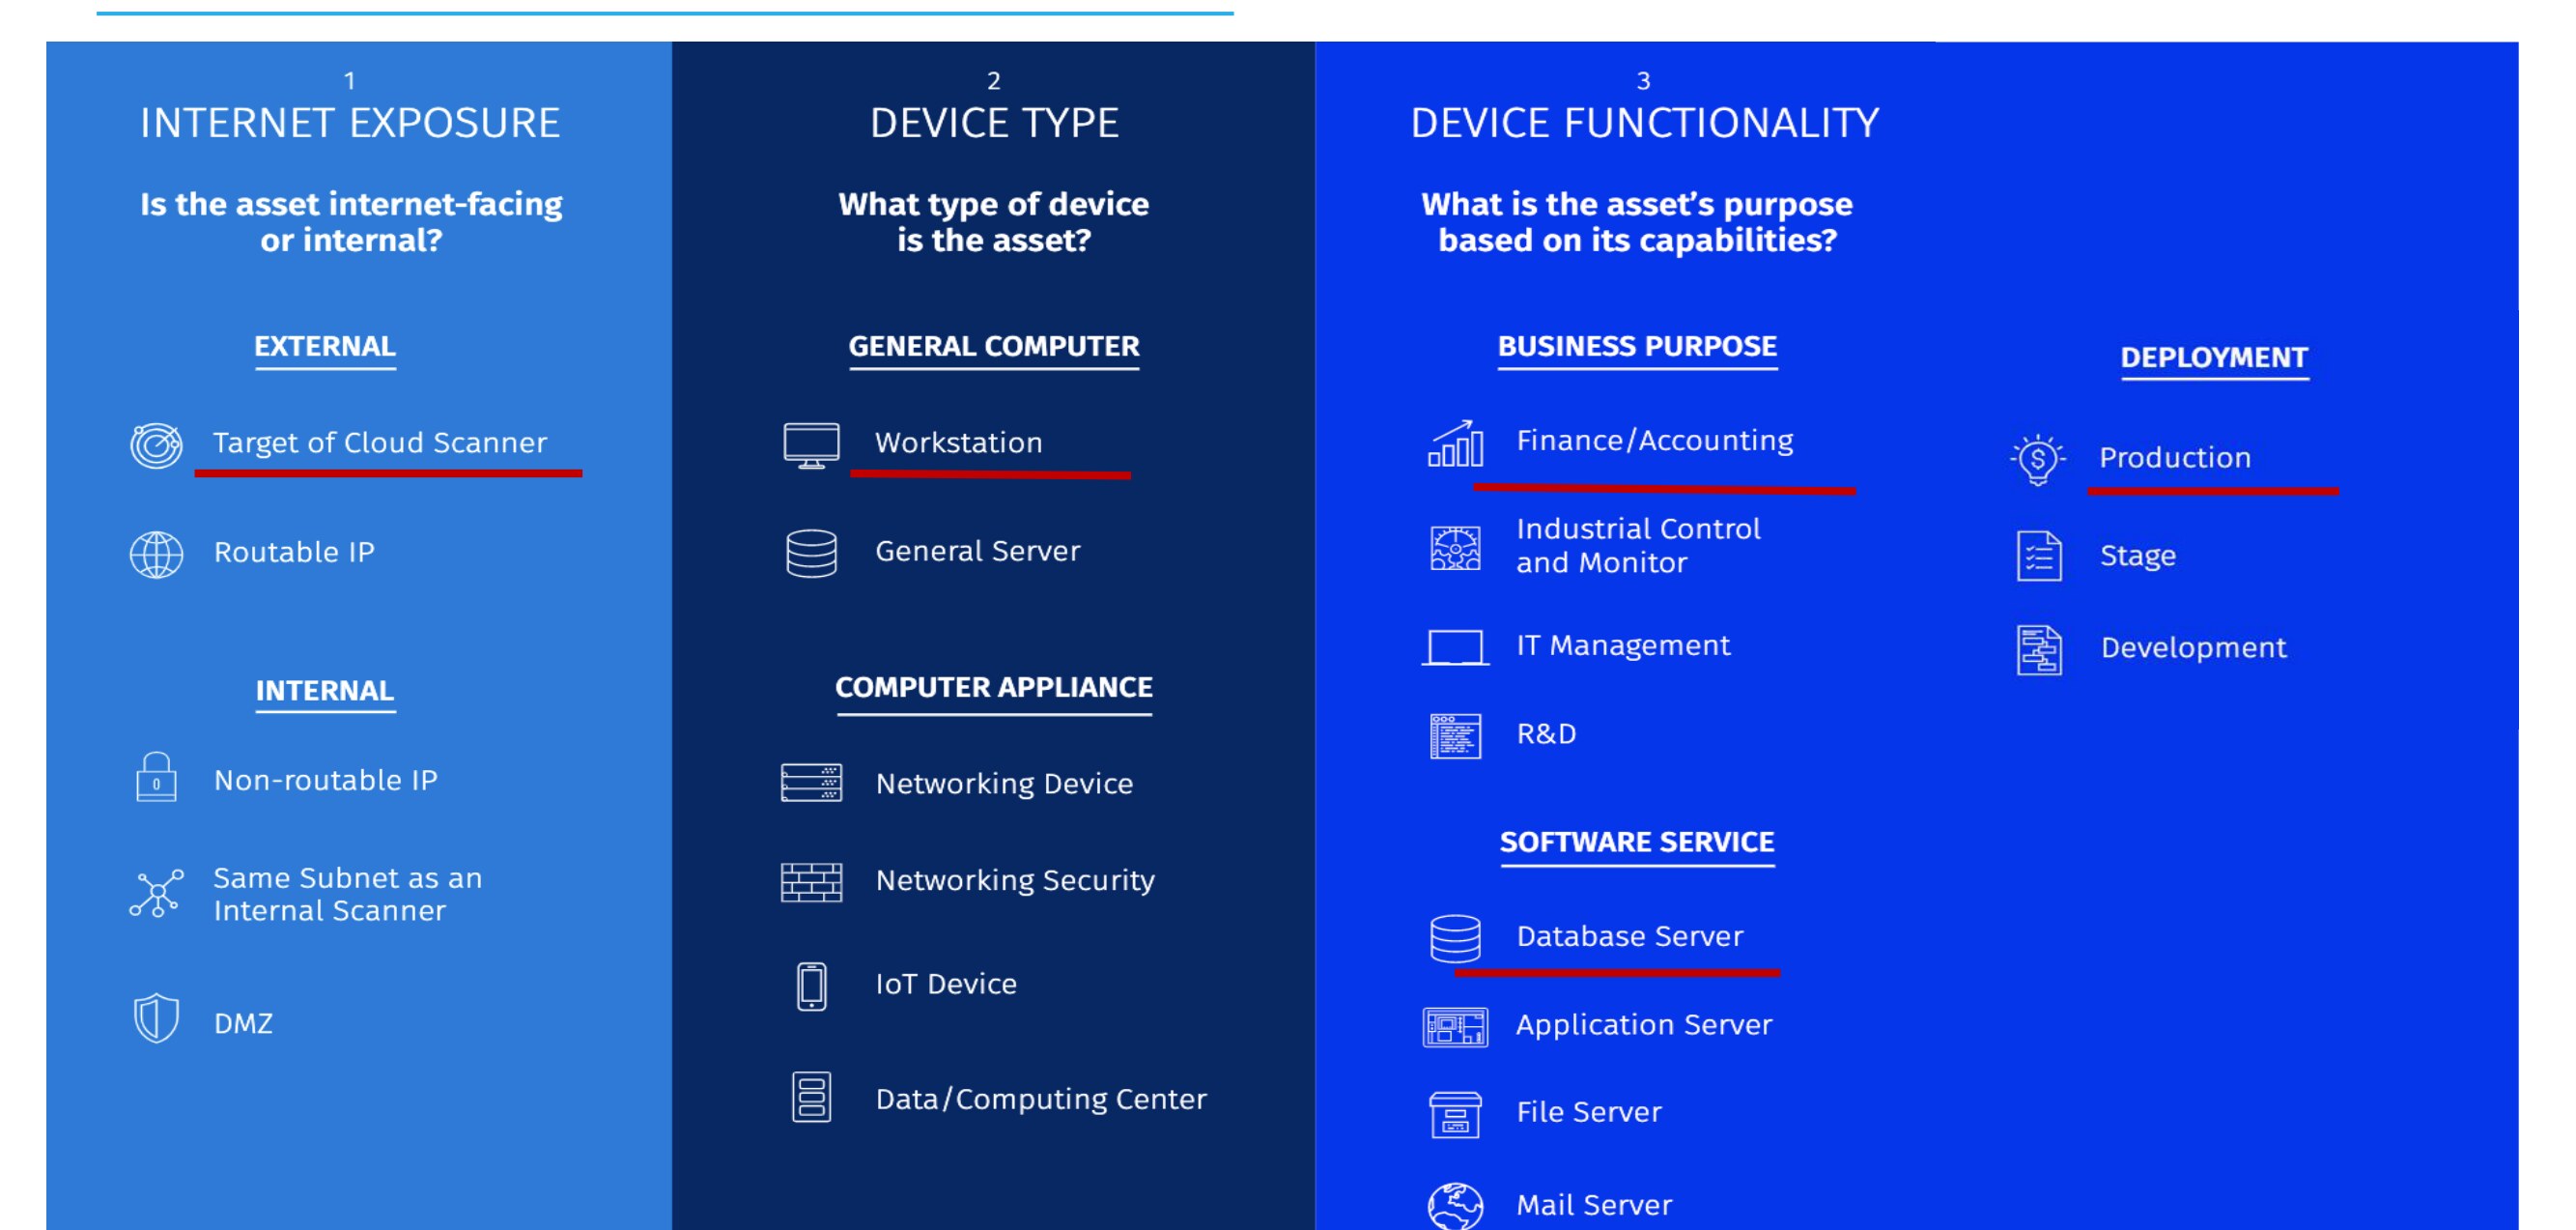 1
INTERNET EXPOSURE
Is the asset internet-facing
or internal?
EXTERNAL
Target of Cloud Scanner
Routable IP
INTERNAL
Non-routable IP
Same Subnet as an
Internal Scanner
DMZ
2
DEVICE TYPE
What type of device
is the asset?
GENERAL COMPUTER
Workstation
General Server
COMPUTER APPLIANCE
Networking Device
Networking Security
IoT Device
Data/Computing Center
3
DEVICE FUNCTIONALITY
What is the asset's purpose
based on its capabilities?
BUSINESS PURPOSE
Finance/Accounting
Industrial Control
and Monitor
IT Management
R&D
SOFTWARE SERVICE
Database Server
Application Server
File Server
Mail Server
DEPLOYMENT
Production
Stage
Development